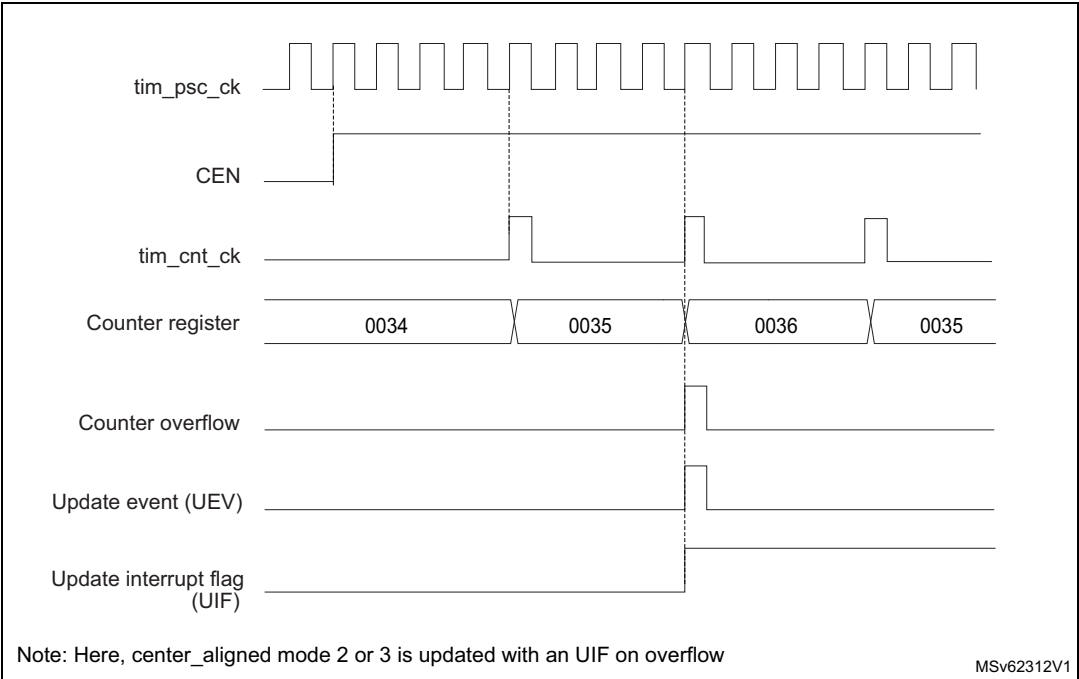 tim_psc_ck
CEN
tim_cnt_ck
Counter register
0034
0035
0036
0035
Counter overflow
Update event (UEV)
Update interrupt flag
(UIF)
Note: Here, center_aligned mode 2 or 3 is updated with an UIF on overflow
MSv62312V1